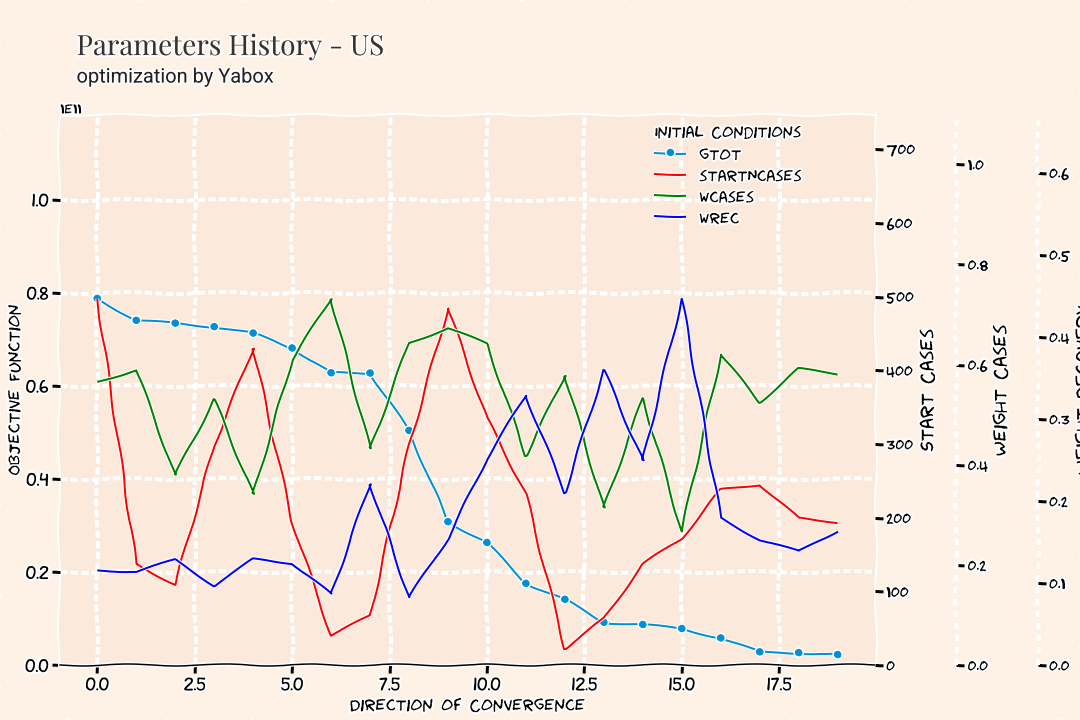 Parameters History - US
optimization by Yabox
1E11
INITIAL CONDITIONS
GTOT
STARTNCASES
WCASES
WREC
OBJECTIVE FUNCTION
1.0
0.8
0.6
0.4
0.2
0.0
0.0 2.5 5.0 7.5 10.0 12.5 15.0 17.5
DIRECTION OF CONVERGENCE
700
600
500
400
300
200
100
0
START CASES
1.0
0.8
0.6
0.4
0.2
0.0
WEIGHT CASES
0.6
0.5
0.4
0.3
0.2
0.1
0.0